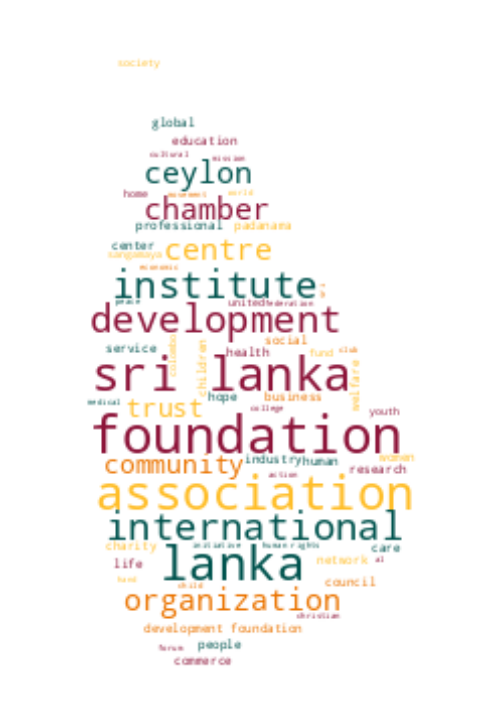 society
global
education
cultural mission
ceylon
home movement world
chamber
professional padanama
center centre
sangamaya
economic
institute
peace united federation
development
service colombo children health social fund club
sri lanka welfare
medical trust hope college business youth
foundation
community industry human women
action research
association
international
charity initiative human rights care
life lanka network al
child council
organization
christian
development foundation
forum people
commerce